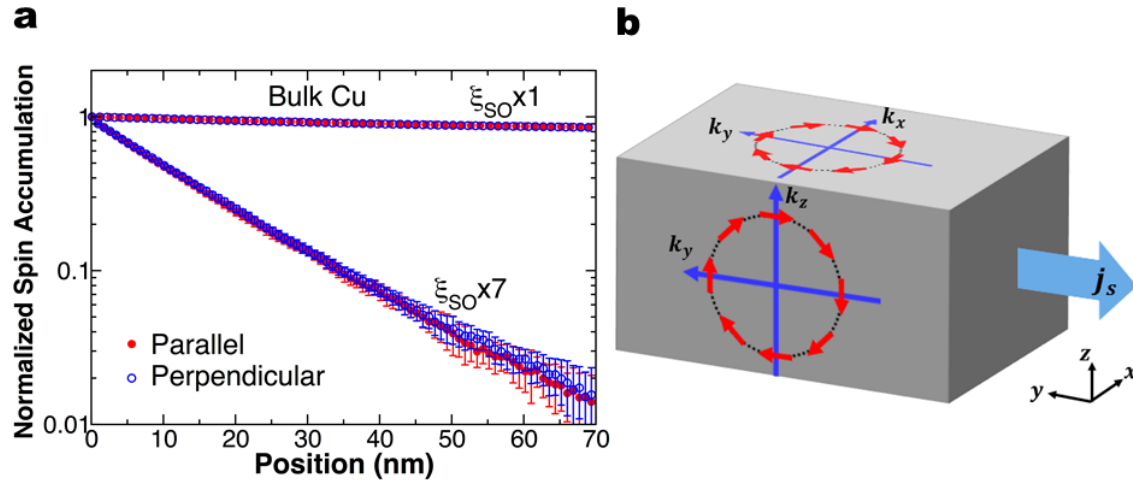 a
Normalized Spin Accumulation
1
0.1
0.01
Bulk Cu
ξSOx1
ξSOx7
Parallel
Perpendicular
0 10 20 30 40 50 60 70
Position (nm)
b
ky
kx
kz
ky
js
z
y
x